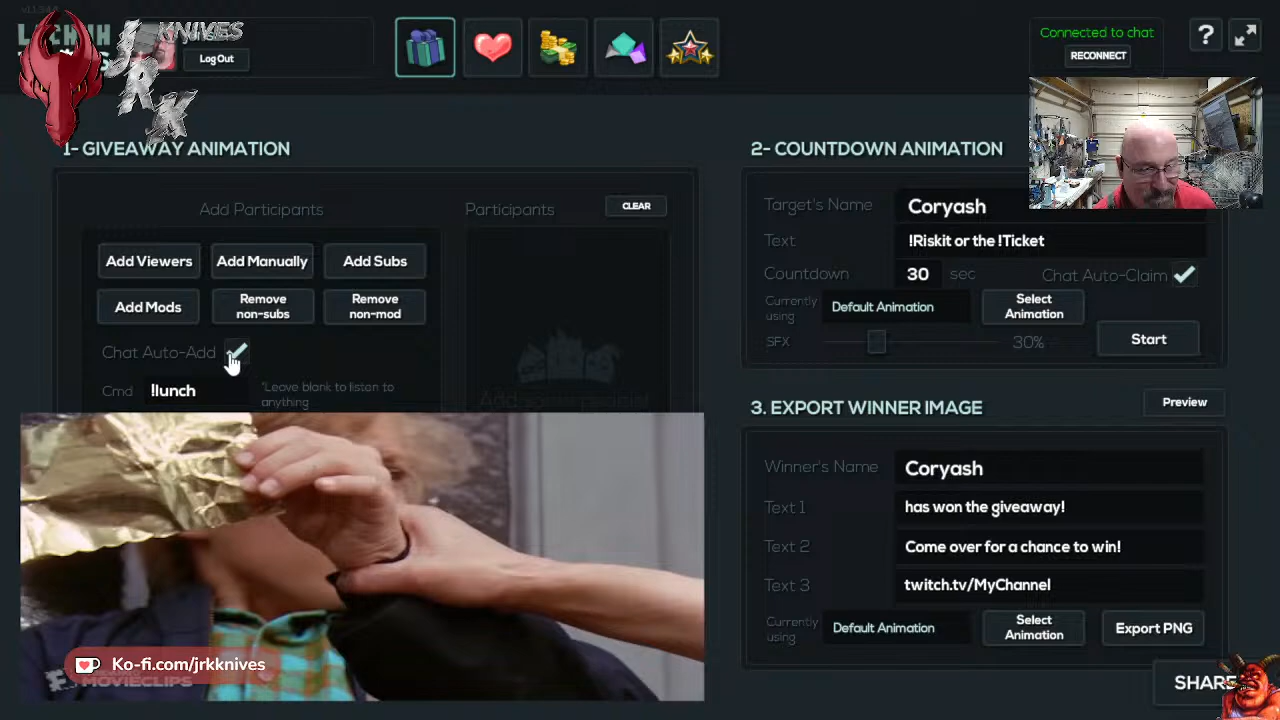 KNIVES
JRK
Log Out
Connected to chat
RECONNECT
?
1- GIVEAWAY ANIMATION
Add Participants
Participants
CLEAR
Add Viewers
Add Manually
Add Subs
Add Mods
Remove
non-subs
Remove
non-mod
Chat Auto-Add
Cmd
!lunch
*Leave blank to listen to
anything
2- COUNTDOWN ANIMATION
Target's Name
Coryash
Text
!Riskit or the !Ticket
Countdown
30
sec
Chat Auto-Claim
Currently
using
Default Animation
Select
Animation
SFX
30%
Start
3. EXPORT WINNER IMAGE
Preview
Winner's Name
Coryash
Text 1
has won the giveaway!
Text 2
Come over for a chance to win!
Text 3
twitch.tv/MyChannel
Currently
using
Default Animation
Select
Animation
Export PNG
Ko-fi.com/jrkknives
MOVIECLIPS
SHARE